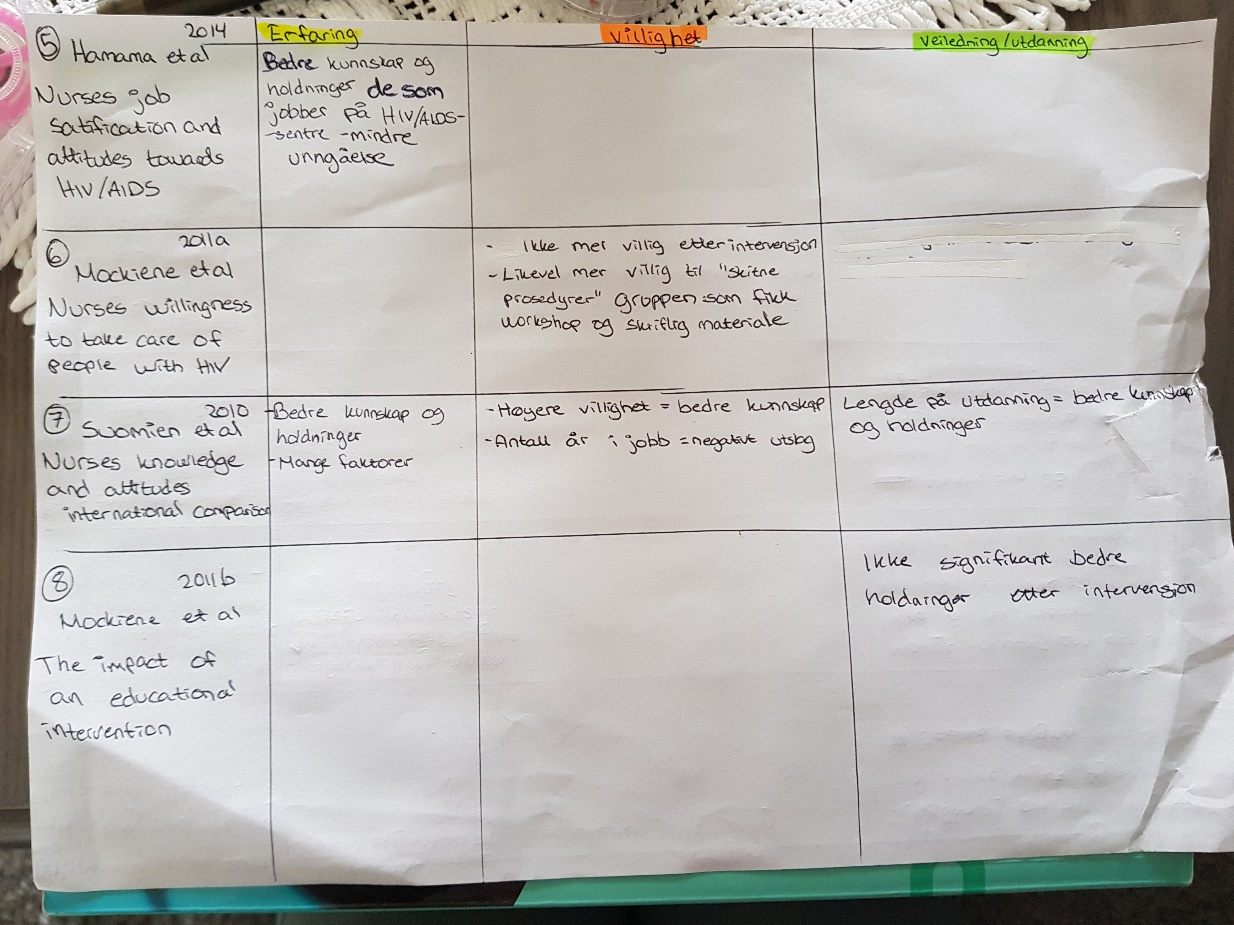 5 2014
Hamama et al
Nurses job
satification and
attitudes towards
HIV/AIDS
Erfaring
Bedre kunnskap og
holdninger de som
jobber på HIV/AIDS-
-sentre -mindre
unngåelse
villighet
veiledning/utdanning
6 2011a
Mockiene et al
Nurses willingness
to take care of
people with HIV
- Ikke mer villig etter intervensjon
- Likevel mer villig til "skitne
prosedyrer" gruppen som fikk
workshop og skriftlig materiale
7 2010
Suomien et al
Nurses knowledge
and attitudes
international comparison
- Bedre kunnskap og
holdninger
- Mange faktorer
- Høyere villighet = bedre kunnskap
- Antall år i jobb = negativt utslag
Lengde på utdanning = bedre kunnskap
og holdninger
8 2011b
Mockiene et al
The impact of
an educational
intervention
Ikke signifikant bedre
holdninger etter intervensjon